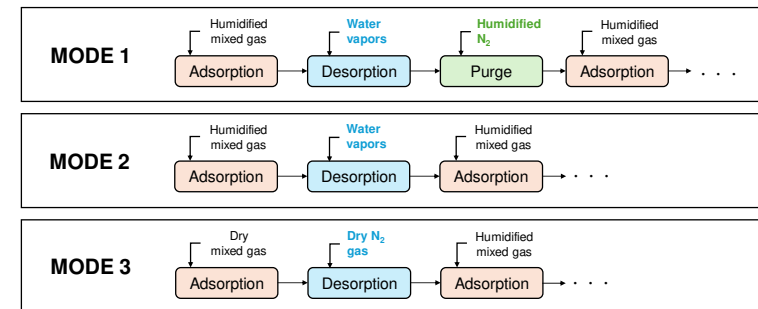 MODE 1
Humidified
mixed gas
Adsorption
Water
vapors
Desorption
Humidified
N₂
Purge
Humidified
mixed gas
Adsorption
. . .
MODE 2
Humidified
mixed gas
Adsorption
Water
vapors
Desorption
Humidified
mixed gas
Adsorption
. . .
MODE 3
Dry
mixed gas
Adsorption
Dry N₂
gas
Desorption
Humidified
mixed gas
Adsorption
. . .